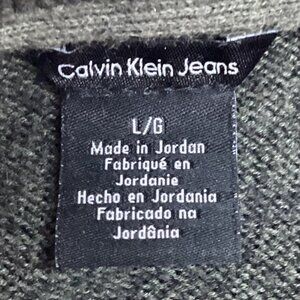 Calvin Klein Jeans
L/G
Made in Jordan
Fabriqué en
Jordanie
Hecho en Jordania
Fabricado na
Jordânia